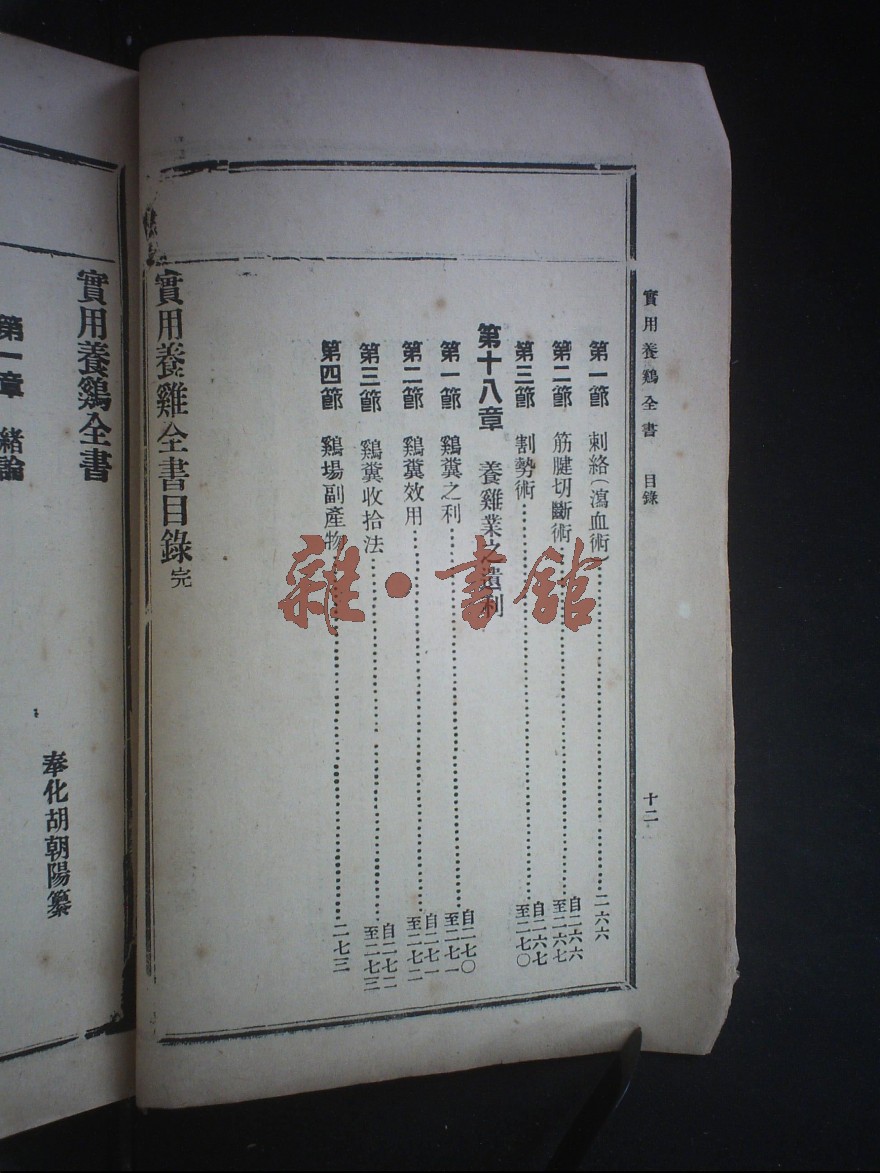 實用養鷄全書 目錄 十二
第一節 刺絡(瀉血術)二六六
第二節 筋腱切斷術自二六六至二六七
第三節 割勢術自二六七至二七〇
第十八章 養雞業之遺利
第一節 鷄糞之利自二七〇至二七一
第二節 鷄糞效用自二七一至二七二
第三節 鷄糞收拾法自二七二至二七三
第四節 鷄場副產物二七三
實用養雞全書目錄完
實用養鷄全書
奉化胡朝陽纂
第一章 緒論
雜·書館